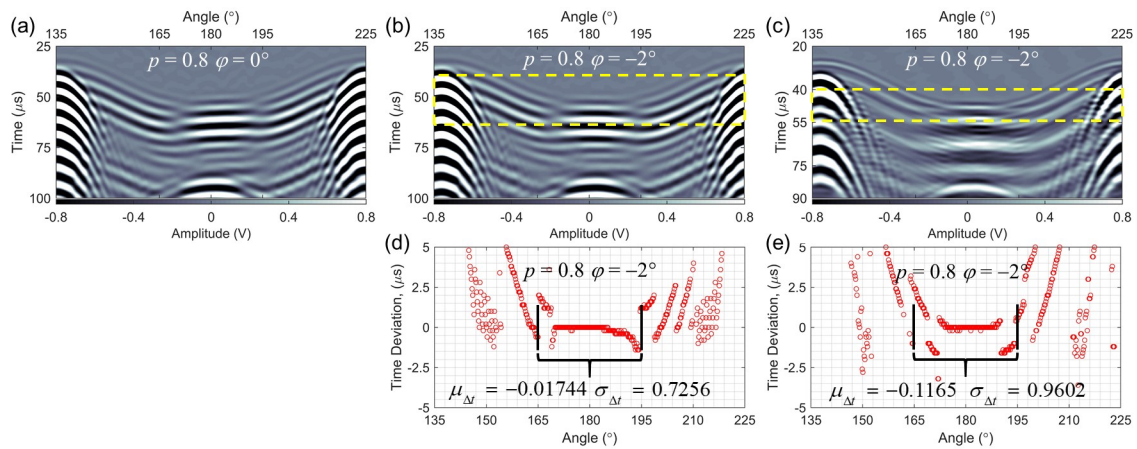 (a)
Angle (°)
135 165 180 195 225
p = 0.8 φ = 0°
Time (μs)
25
50
75
100
-0.8 -0.4 0 0.4 0.8
Amplitude (V)
(b)
Angle (°)
135 165 180 195 225
p = 0.8 φ = −2°
Time (μs)
25
50
75
100
-0.8 -0.4 0 0.4 0.8
Amplitude (V)
(c)
Angle (°)
135 165 180 195 225
p = 0.8 φ = −2°
Time (μs)
20
40
55
75
90
-0.8 -0.4 0 0.4 0.8
Amplitude (V)
(d)
p = 0.8 φ = −2°
Time Deviation, (μs)
5
2.5
0
-2.5
-5
μΔt = −0.01744 σΔt = 0.7256
135 150 165 180 195 210 225
Angle (°)
(e)
p = 0.8 φ = −2°
Time Deviation, (μs)
5
2.5
0
-2.5
-5
μΔt = −0.1165 σΔt = 0.9602
135 150 165 180 195 210 225
Angle (°)